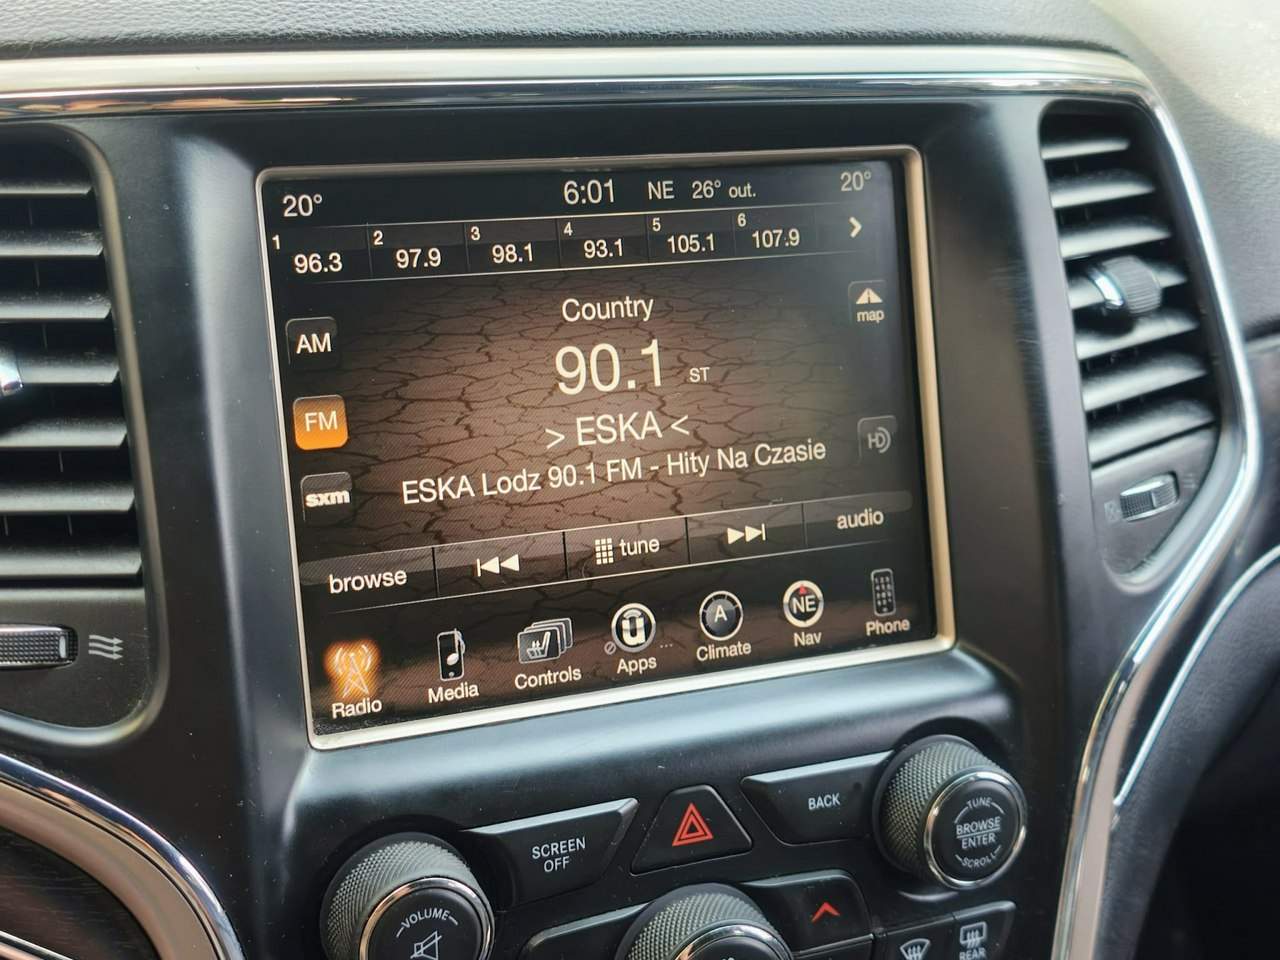 20° 6:01 NE 26° out. 20°
1 96.3 2 97.9 3 98.1 4 93.1 5 105.1 6 107.9
Country
map
AM
90.1 ST
FM
> ESKA <
HD
ESKA Lodz 90.1 FM - Hity Na Czasie
sxm
browse tune audio
Radio Media Controls Apps A Climate NE Nav Phone
SCREEN OFF
BACK
TUNE
BROWSE
ENTER
SCROLL
VOLUME
REAR